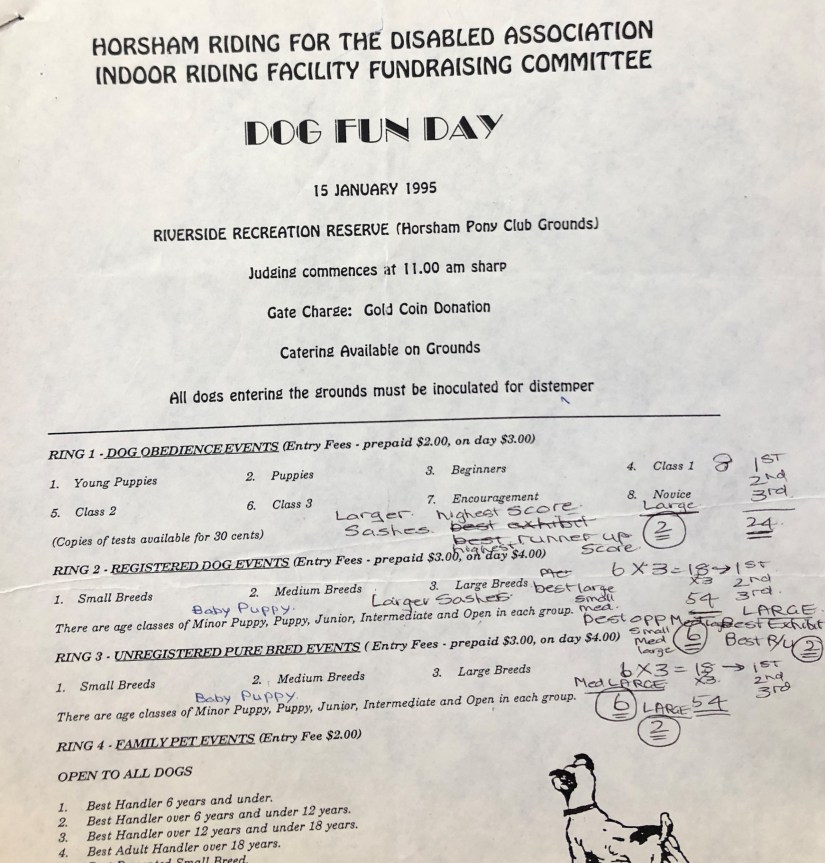 HORSHAM RIDING FOR THE DISABLED ASSOCIATION
INDOOR RIDING FACILITY FUNDRAISING COMMITTEE
DOG FUN DAY
15 JANUARY 1995
RIVERSIDE RECREATION RESERVE (Horsham Pony Club Grounds)
Judging commences at 11.00 am sharp
Gate Charge: Gold Coin Donation
Catering Available on Grounds
All dogs entering the grounds must be inoculated for distemper
RING 1 - DOG OBEDIENCE EVENTS (Entry Fees - prepaid $2.00, on day $3.00)
1. Young Puppies 2. Puppies 3. Beginners 4. Class 1 8 1ST
2nd
5. Class 2 6. Class 3 7. Encouragement 8. Novice 3rd
Larger highest Score Large
Sashes best exhibit 2 24
(Copies of tests available for 30 cents) best runner up
highest Score
RING 2 - REGISTERED DOG EVENTS (Entry Fees - prepaid $3.00, on day $4.00)
6 X 3 = 18 → 1ST
1. Small Breeds 2. Medium Breeds 3. Large Breeds best large X3 2nd
Baby Puppy. Larger Sashes. small 54 3rd
There are age classes of Minor Puppy, Puppy, Junior, Intermediate and Open in each group. med. LARGE
best opp Best Exhibit
Small Med Large 6 Best R/U 2
RING 3 - UNREGISTERED PURE BRED EVENTS (Entry Fees - prepaid $3.00, on day $4.00)
6 X 3 = 18 → 1ST
1. Small Breeds 2. Medium Breeds 3. Large Breeds X3 2nd
Baby Puppy. Med LARGE 3rd
There are age classes of Minor Puppy, Puppy, Junior, Intermediate and Open in each group. 6 LARGE 54
2
RING 4 - FAMILY PET EVENTS (Entry Fee $2.00)
OPEN TO ALL DOGS
1. Best Handler 6 years and under.
2. Best Handler over 6 years and under 12 years.
3. Best Handler over 12 years and under 18 years.
4. Best Adult Handler over 18 years.
Small Breed.